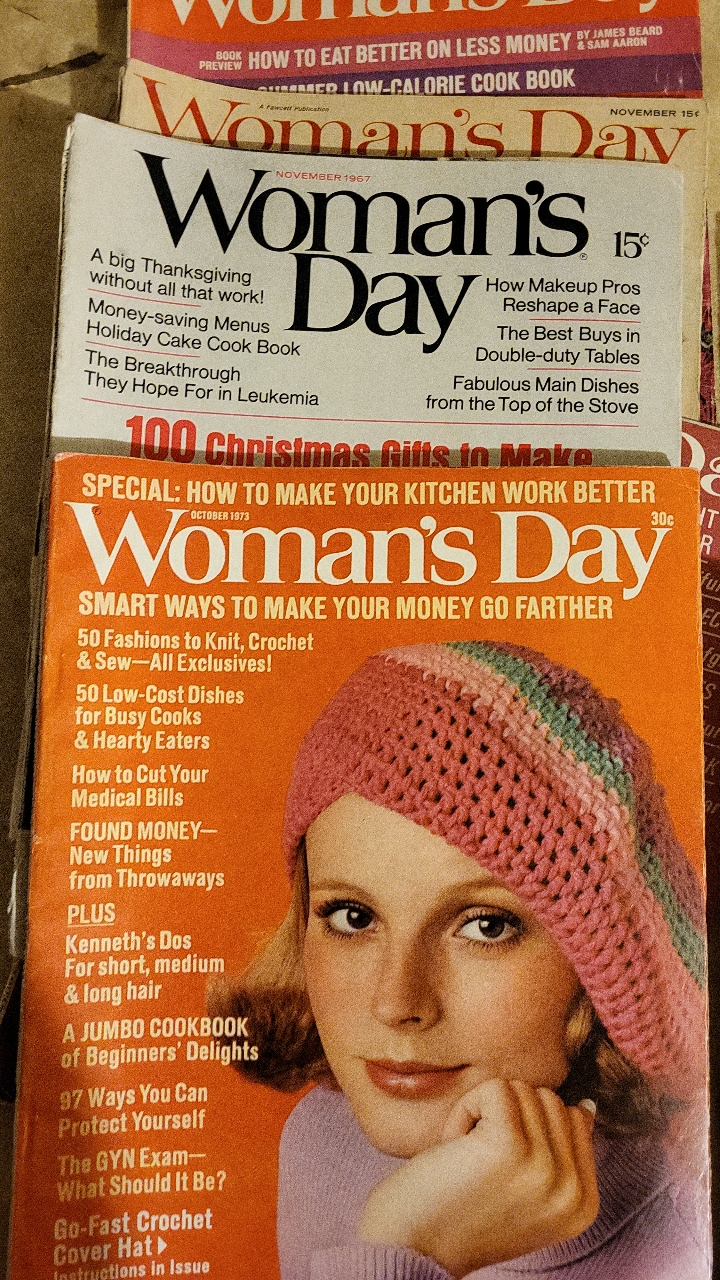 Woman's Day
BOOK PREVIEW HOW TO EAT BETTER ON LESS MONEY BY JAMES BEARD & SAM AARON
SUMMER LOW-CALORIE COOK BOOK
A Fawcett Publication
NOVEMBER 15¢
Woman's Day
NOVEMBER 1967
Woman's
Day
15¢
A big Thanksgiving
without all that work!
Money-saving Menus
Holiday Cake Cook Book
The Breakthrough
They Hope For in Leukemia
How Makeup Pros
Reshape a Face
The Best Buys in
Double-duty Tables
Fabulous Main Dishes
from the Top of the Stove
100 Christmas Gifts to Make
SPECIAL: HOW TO MAKE YOUR KITCHEN WORK BETTER
OCTOBER 1973
30¢
Woman's Day
SMART WAYS TO MAKE YOUR MONEY GO FARTHER
50 Fashions to Knit, Crochet
& Sew—All Exclusives!
50 Low-Cost Dishes
for Busy Cooks
& Hearty Eaters
How to Cut Your
Medical Bills
FOUND MONEY—
New Things
from Throwaways
PLUS
Kenneth's Dos
For short, medium
& long hair
A JUMBO COOKBOOK
of Beginners' Delights
97 Ways You Can
Protect Yourself
The GYN Exam—
What Should It Be?
Go-Fast Crochet
Cover Hat
Instructions in Issue